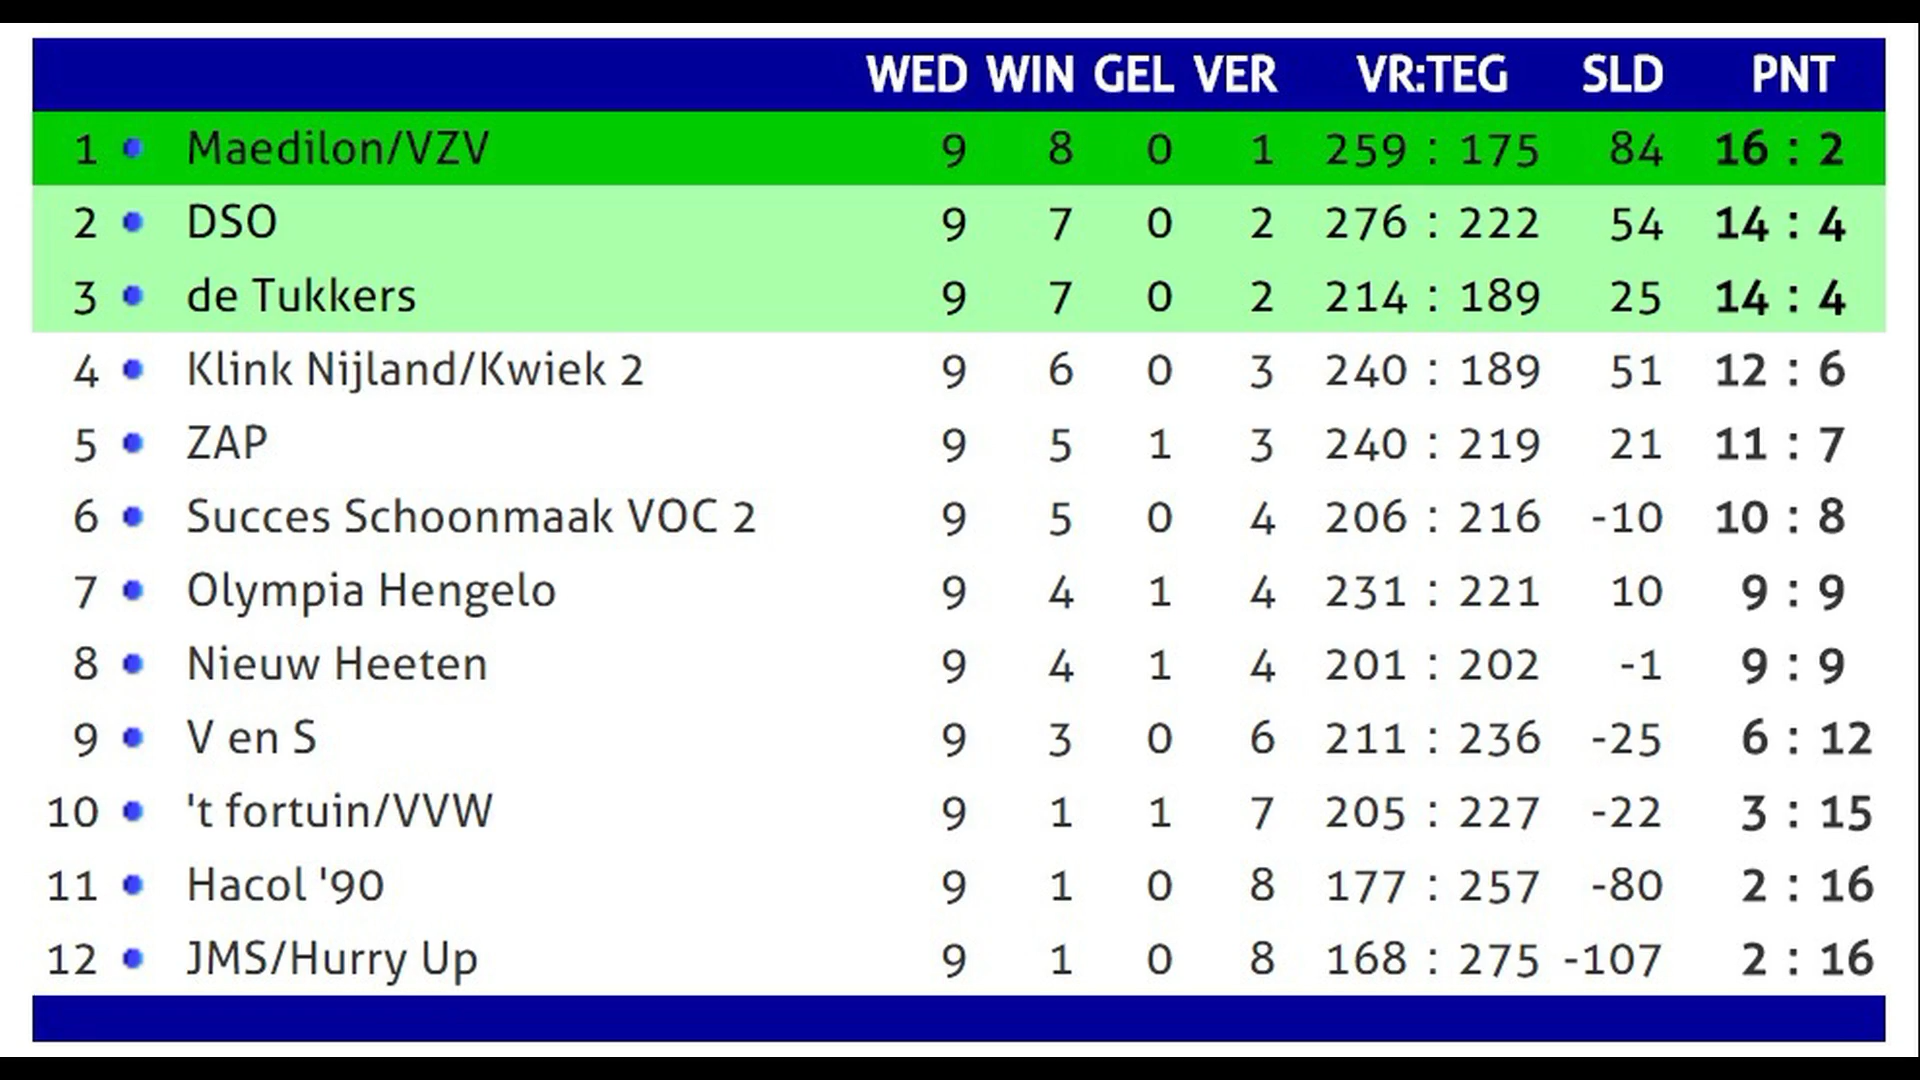 WED WIN GEL VER VR:TEG SLD PNT
1 Maedilon/VZV 9 8 0 1 259 : 175 84 16 : 2
2 DSO 9 7 0 2 276 : 222 54 14 : 4
3 de Tukkers 9 7 0 2 214 : 189 25 14 : 4
4 Klink Nijland/Kwiek 2 9 6 0 3 240 : 189 51 12 : 6
5 ZAP 9 5 1 3 240 : 219 21 11 : 7
6 Succes Schoonmaak VOC 2 9 5 0 4 206 : 216 -10 10 : 8
7 Olympia Hengelo 9 4 1 4 231 : 221 10 9 : 9
8 Nieuw Heeten 9 4 1 4 201 : 202 -1 9 : 9
9 V en S 9 3 0 6 211 : 236 -25 6 : 12
10 't fortuin/VVW 9 1 1 7 205 : 227 -22 3 : 15
11 Hacol '90 9 1 0 8 177 : 257 -80 2 : 16
12 JMS/Hurry Up 9 1 0 8 168 : 275 -107 2 : 16